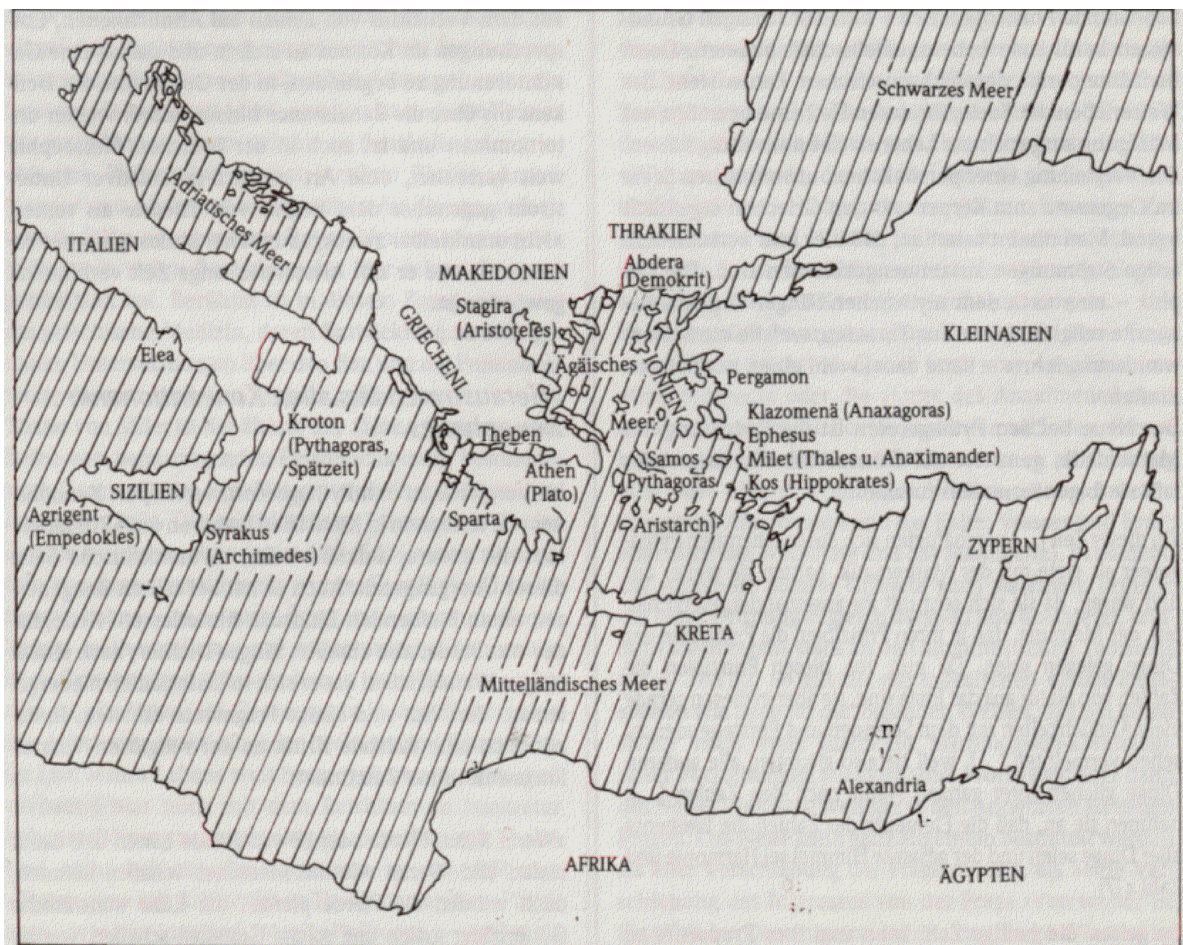 Schwarzes Meer
Adriatisches Meer
ITALIEN
THRAKIEN
MAKEDONIEN
Abdera
(Demokrit)
Stagira
(Aristoteles)
GRIECHENL.
KLEINASIEN
Elea
Ägäisches
IONIEN
Pergamon
Meer
Klazomenä (Anaxagoras)
Kroton
(Pythagoras,
Spätzeit)
Theben
Ephesus
Samos
Milet (Thales u. Anaximander)
Athen
(Plato)
(Pythagoras
Kos (Hippokrates)
SIZILIEN
Agrigent
(Empedokles)
Syrakus
(Archimedes)
Sparta
Aristarch)
ZYPERN
KRETA
Mittelländisches Meer
Alexandria
AFRIKA
ÄGYPTEN